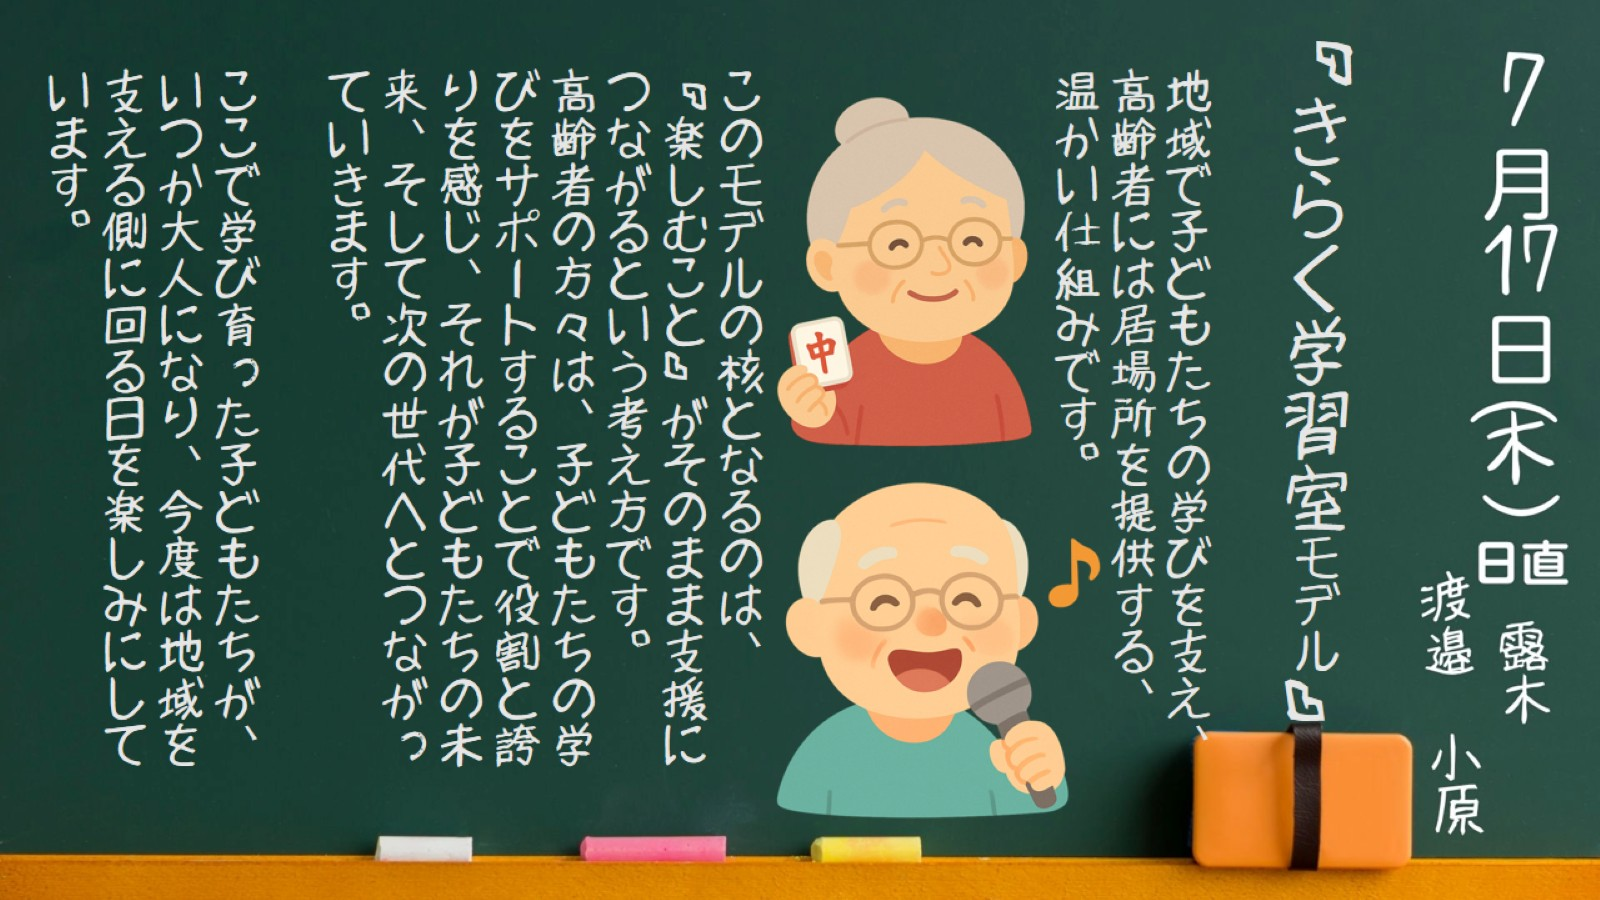 7月17日(木)
日直 露木
渡邉 小原
『きらく学習室モデル』
地域で子どもたちの学びを支え、
高齢者には居場所を提供する、
温かい仕組みです。
中
このモデルの核となるのは、
『楽しむこと』がそのまま支援に
つながるという考え方です。
高齢者の方々は、子どもたちの学
びをサポートすることで役割と誇
りを感じ、それが子どもたちの未
来、そして次の世代へとつながっ
ていきます。
ここで学び育った子どもたちが、
いつか大人になり、今度は地域を
支える側に回る日を楽しみにして
います。